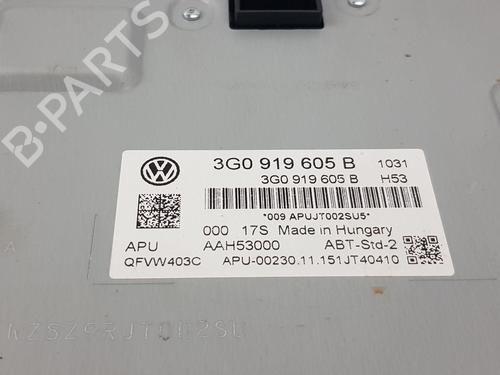 B-PARTS
3G0 919 605 B 1031
3G0 919 605 B H53
*009 APUJT002SU5*
000 17S Made in Hungary
APU AAH53000 ABT-Std-2
QFVW403C APU-00230.11.151JT40410